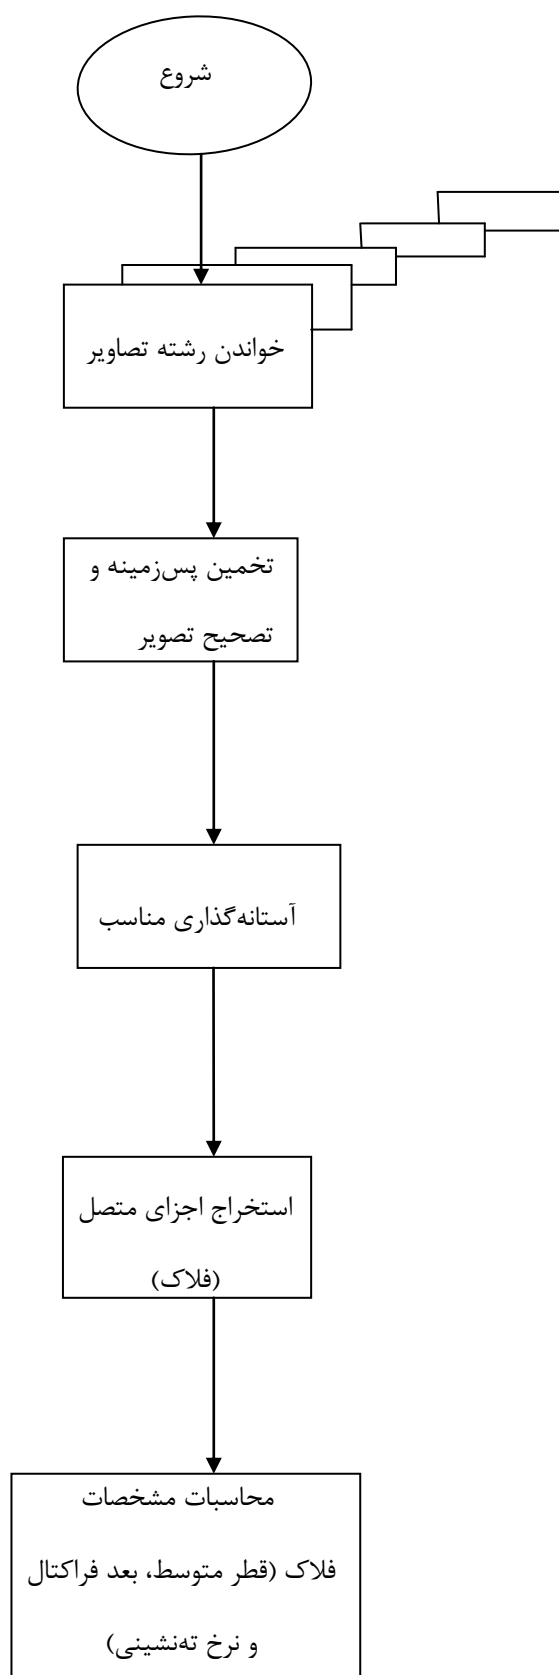 شروع
خواندن رشته تصاویر
تخمین پس‌زمینه و
تصحیح تصویر
آستانه‌گذاری مناسب
استخراج اجزای متصل
(فلاک)
محاسبات مشخصات
فلاک (قطر متوسط، بعد فراکتال
و نرخ ته‌نشینی)